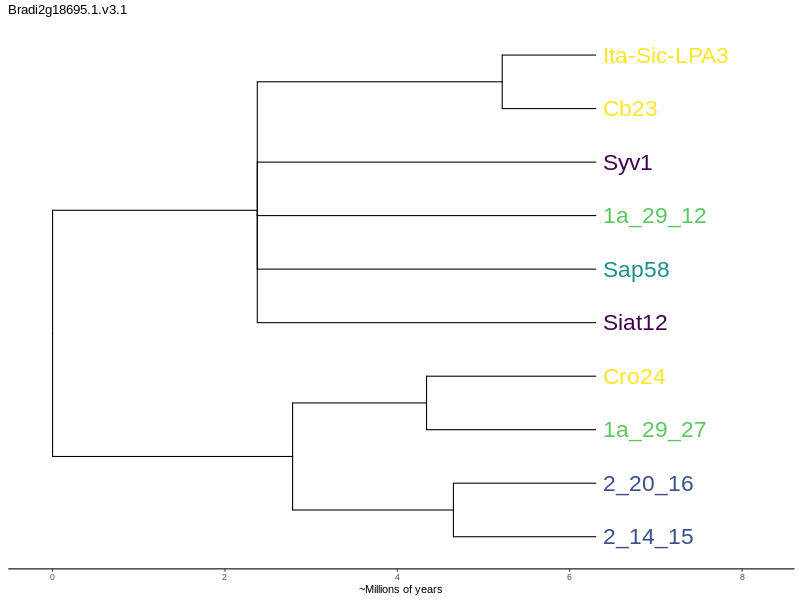 Bradi2g18695.1.v3.1
Ita-Sic-LPA3
Cb23
Syv1
1a_29_12
Sap58
Siat12
Cro24
1a_29_27
2_20_16
2_14_15
0 2 4 6 8
~Millions of years